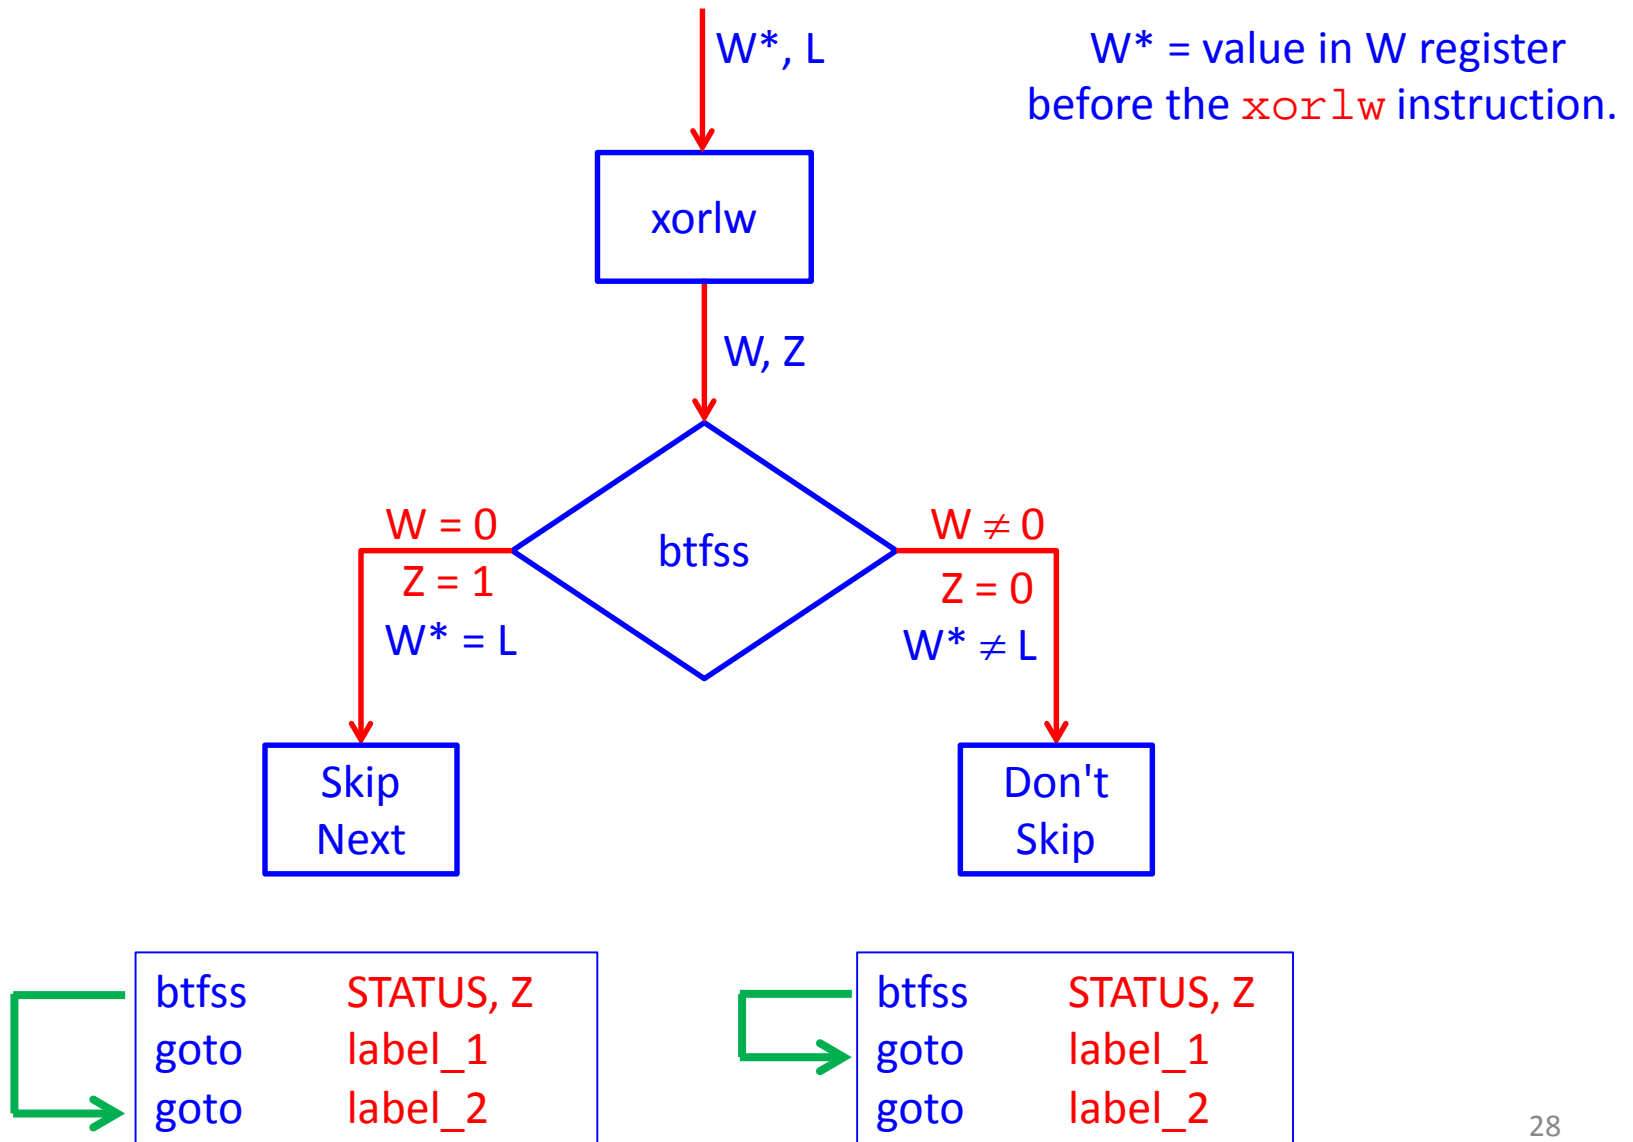 W*, L
W* = value in W register
before the xorlw instruction.
xorlw
W, Z
W = 0
Z = 1
W* = L
btfss
W ≠ 0
Z = 0
W* ≠ L
Skip
Next
Don't
Skip
btfss STATUS, Z
goto label_1
goto label_2
btfss STATUS, Z
goto label_1
goto label_2
28